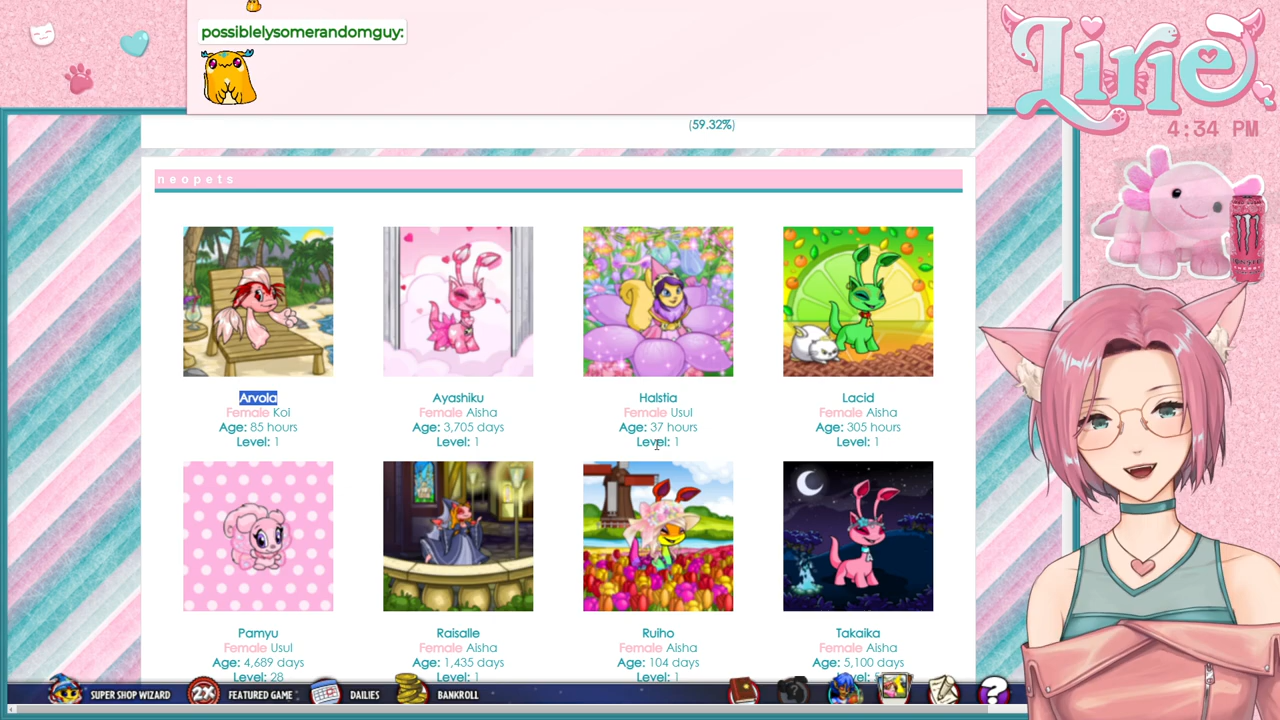 possiblelysomerandomguy:
Lirie
4:34 PM
(59.32%)
neopets
Arvola
Female Koi
Age: 85 hours
Level: 1
Ayashiku
Female Aisha
Age: 3,705 days
Level: 1
Halstia
Female Usul
Age: 37 hours
Level: 1
Lacid
Female Aisha
Age: 305 hours
Level: 1
Pamyu
Female Usul
Age: 4,689 days
Level: 28
Raisalle
Female Aisha
Age: 1,435 days
Level: 1
Ruiho
Female Aisha
Age: 104 days
Level: 1
Takaika
Female Aisha
Age: 5,100 days
Level:
SUPER SHOP WIZARD
2X
FEATURED GAME
DAILIES
BANKROLL
?